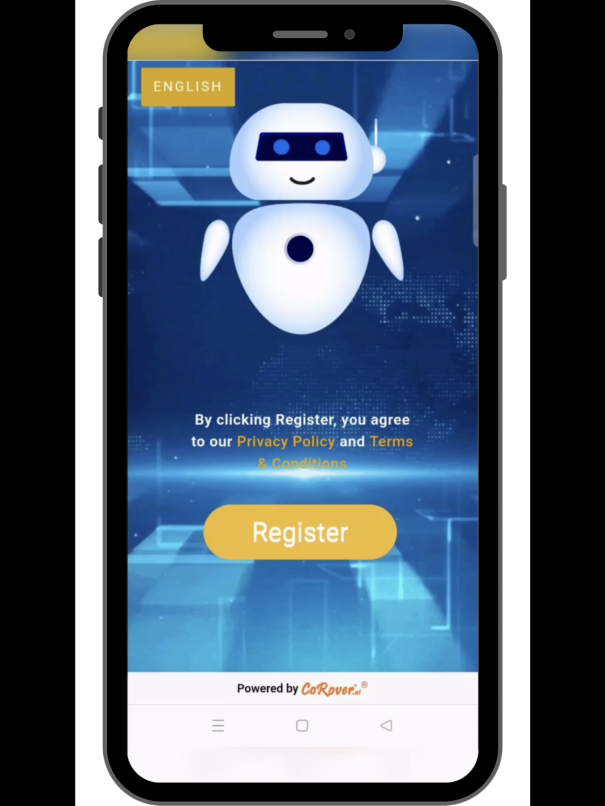 ENGLISH
By clicking Register, you agree
to our Privacy Policy and Terms
& Conditions
Register
Powered by CoRover.ai®